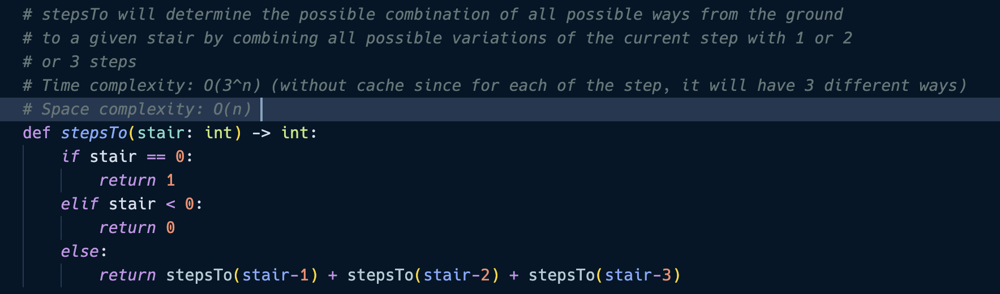 # stepsTo will determine the possible combination of all possible ways from the ground
# to a given stair by combining all possible variations of the current step with 1 or 2
# or 3 steps
# Time complexity: O(3^n) (without cache since for each of the step, it will have 3 different ways)
# Space complexity: O(n)
def stepsTo(stair: int) -> int:
    if stair == 0:
        return 1
    elif stair < 0:
        return 0
    else:
        return stepsTo(stair-1) + stepsTo(stair-2) + stepsTo(stair-3)